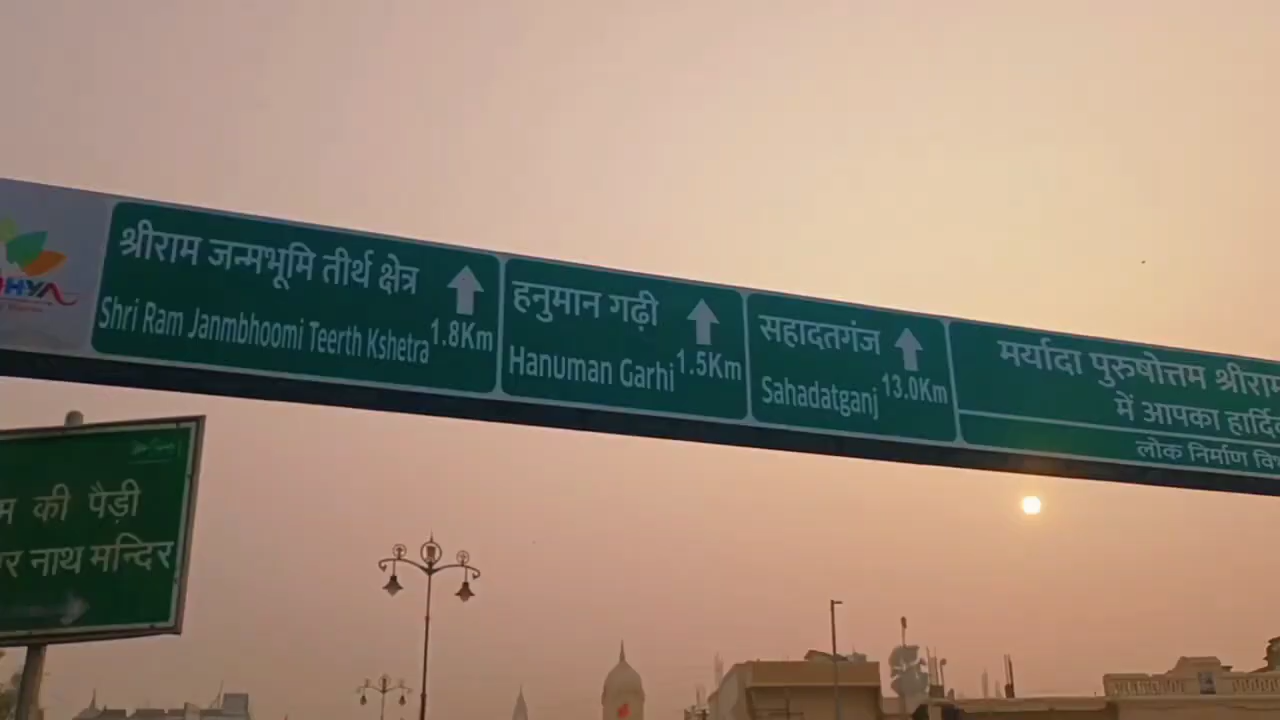 HYA
श्रीराम जन्मभूमि तीर्थ क्षेत्र
Shri Ram Janmbhoomi Teerth Kshetra
1.8Km
हनुमान गढ़ी
Hanuman Garhi
1.5Km
सहादतगंज
Sahadatganj
13.0Km
मर्यादा पुरुषोत्तम श्रीराम
में आपका
लोक निर्माण
की पैड़ी
नाथ मन्दिर